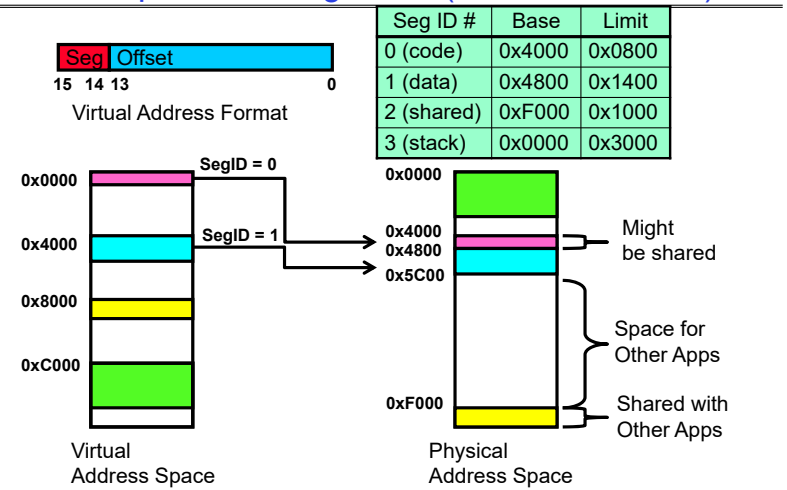 Seg ID # Base Limit
0 (code) 0x4000 0x0800
1 (data) 0x4800 0x1400
2 (shared) 0xF000 0x1000
3 (stack) 0x0000 0x3000
Seg Offset
15 14 13 0
Virtual Address Format
SegID = 0
SegID = 1
0x0000
0x4000
0x8000
0xC000
Virtual
Address Space
0x0000
0x4000
0x4800
0x5C00
0xF000
Physical
Address Space
Might
be shared
Space for
Other Apps
Shared with
Other Apps